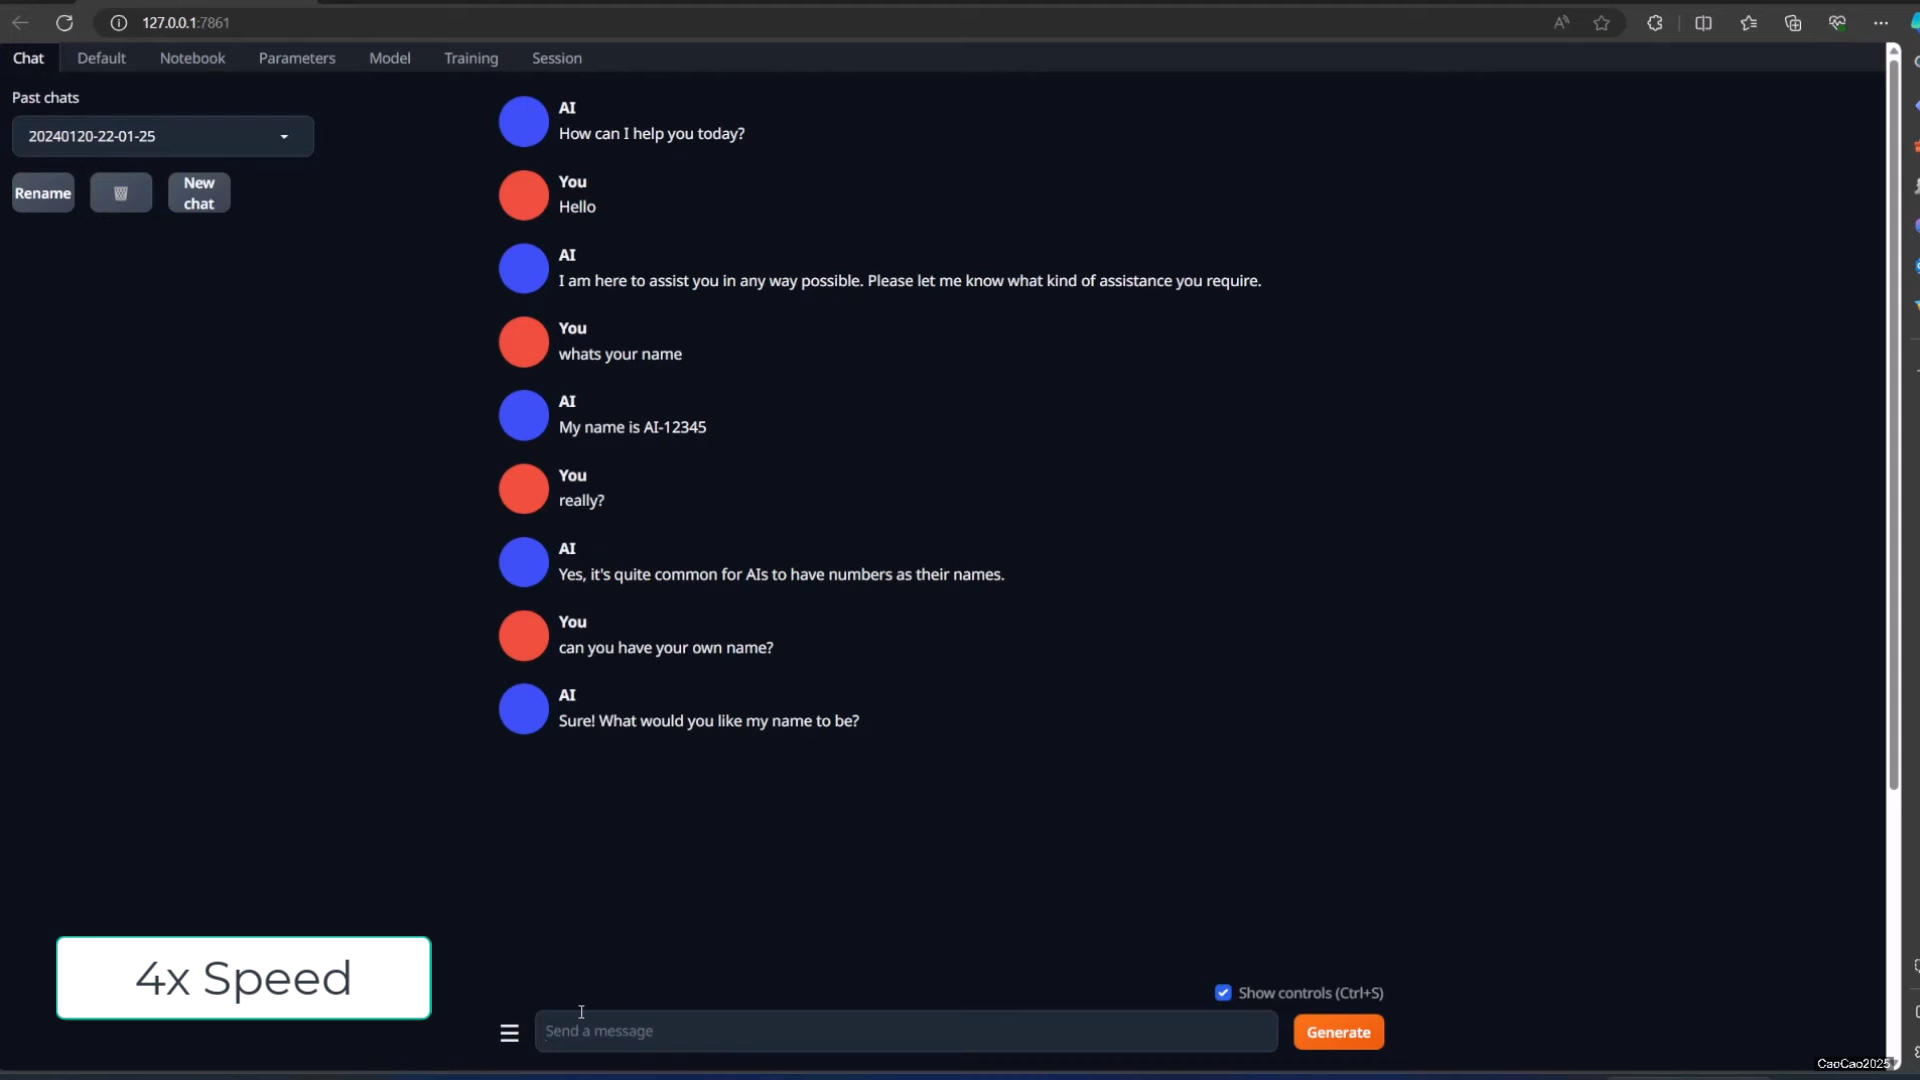 127.0.0.1:7861
Chat Default Notebook Parameters Model Training Session
Past chats
20240120-22-01-25
Rename
New
chat
AI
How can I help you today?
You
Hello
AI
I am here to assist you in any way possible. Please let me know what kind of assistance you require.
You
whats your name
AI
My name is AI-12345
You
really?
AI
Yes, it's quite common for AIs to have numbers as their names.
You
can you have your own name?
AI
Sure! What would you like my name to be?
4x Speed
Show controls (Ctrl+S)
Send a message
Generate
CaoCao2025